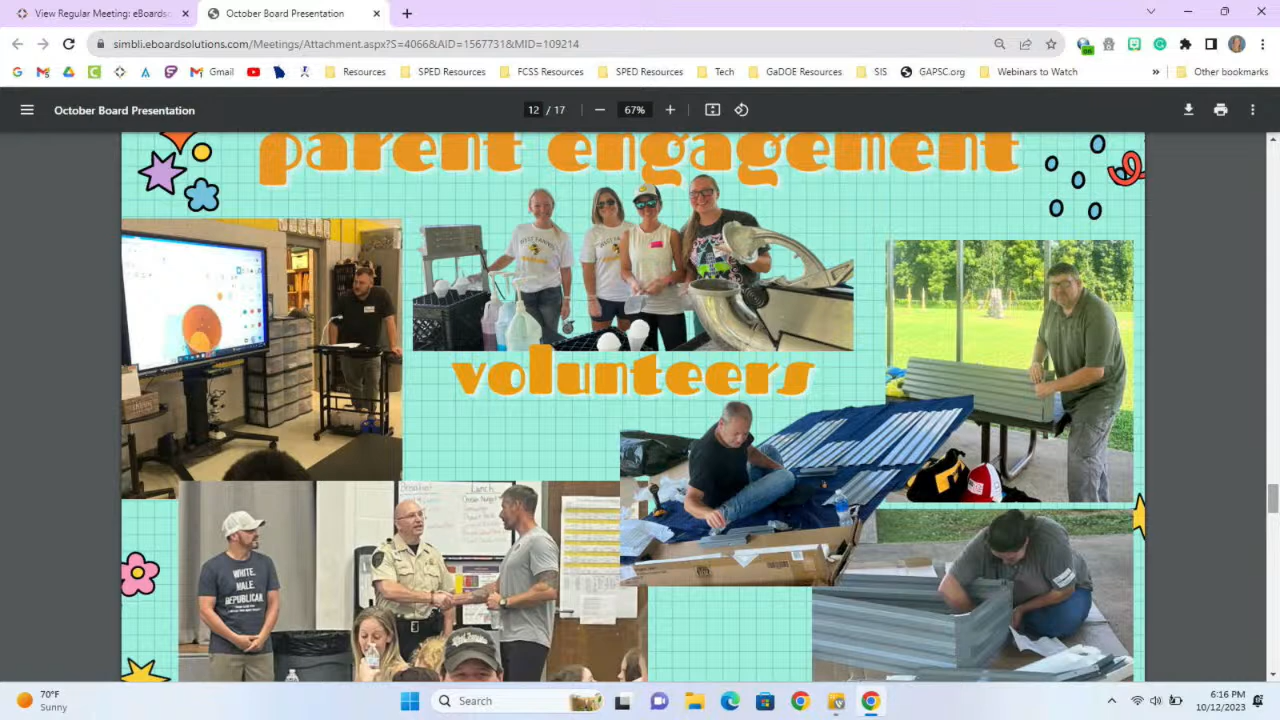 View Regular Meeting: eBoards
October Board Presentation
simbli.eboardsolutions.com/Meetings/Attachment.aspx?S=4066&AID=1567731&MID=109214
Gmail
Resources
SPED Resources
FCSS Resources
SPED Resources
Tech
GaDOE Resources
SIS
GAPSC.org
Webinars to Watch
»
Other bookmarks
October Board Presentation
12 / 17
67%
parent engagement
volunteers
Breakfast
Lunch
WHITE.
MALE
REPUBLICAN.
70°F
Sunny
Search
6:16 PM
10/12/2023